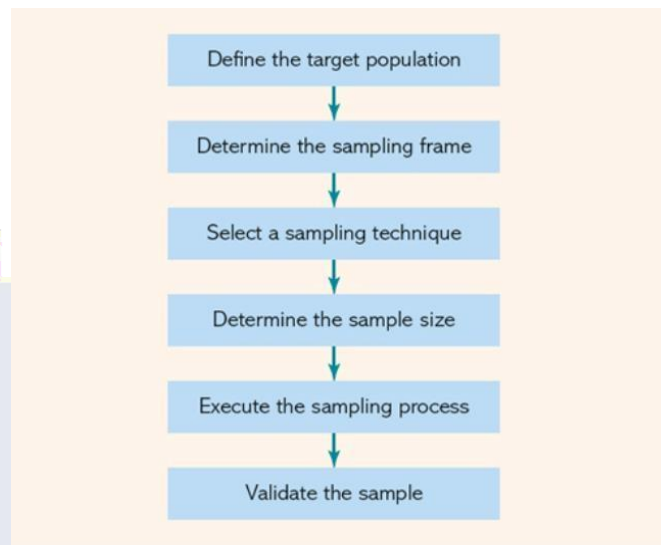 Define the target population
Determine the sampling frame
Select a sampling technique
Determine the sample size
Execute the sampling process
Validate the sample